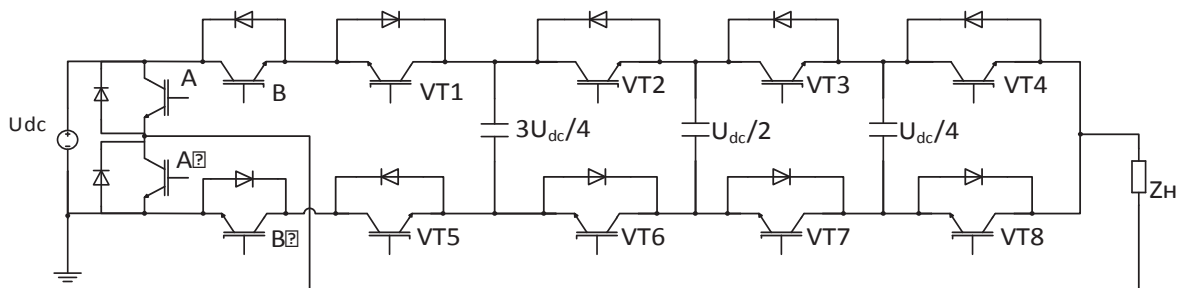 A
B
VT1
VT2
VT3
VT4
Udc
3Udc/4
Udc/2
Udc/4
A
Zн
B
VT5
VT6
VT7
VT8